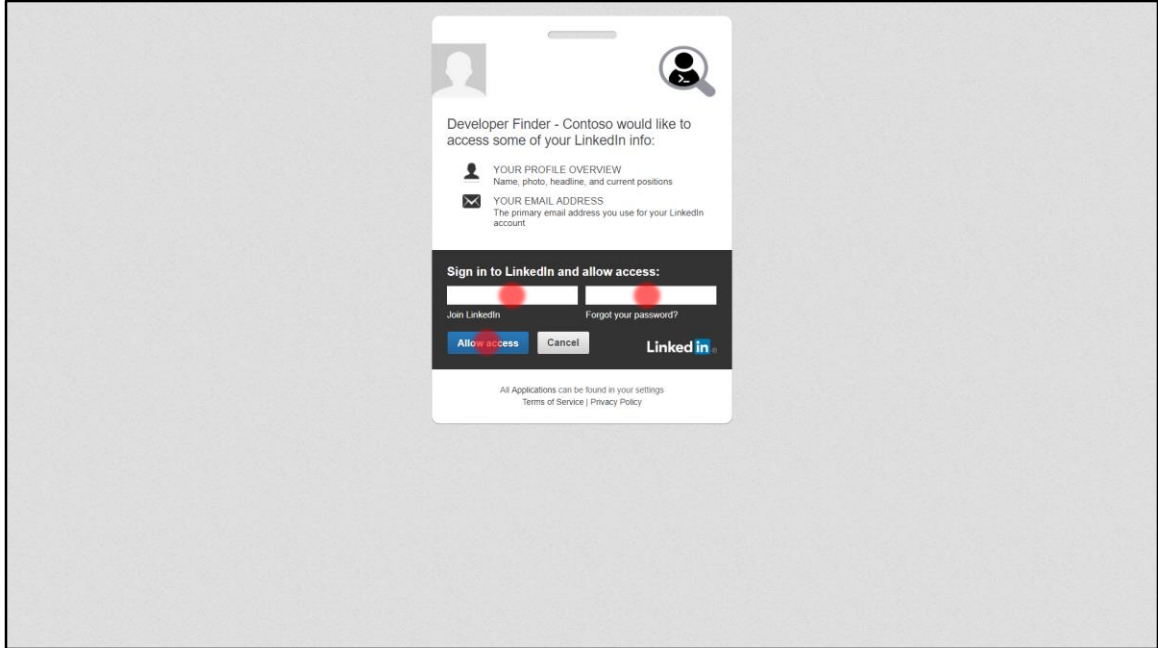 Developer Finder - Contoso would like to
access some of your LinkedIn info:
YOUR PROFILE OVERVIEW
Name, photo, headline, and current positions
YOUR EMAIL ADDRESS
The primary email address you use for your LinkedIn
account
Sign in to LinkedIn and allow access:
Join LinkedIn Forgot your password?
Allow access Cancel Linked in ®
All Applications can be found in your settings
Terms of Service | Privacy Policy